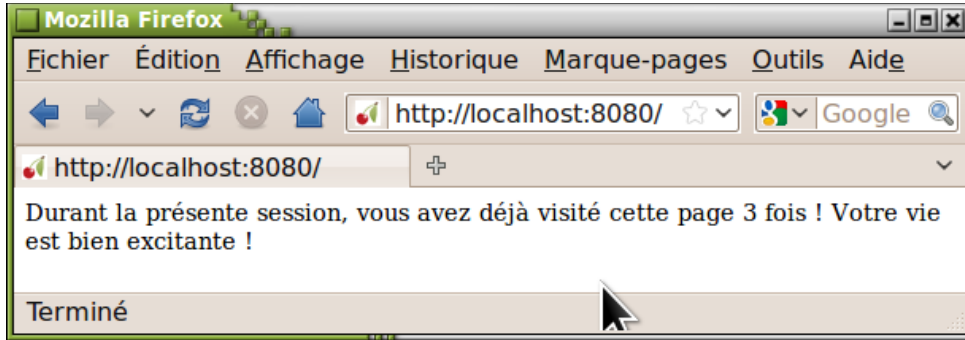 Mozilla Firefox
Fichier Édition Affichage Historique Marque-pages Outils Aide
http://localhost:8080/ Google
http://localhost:8080/
Durant la présente session, vous avez déjà visité cette page 3 fois ! Votre vie
est bien excitante !
Terminé